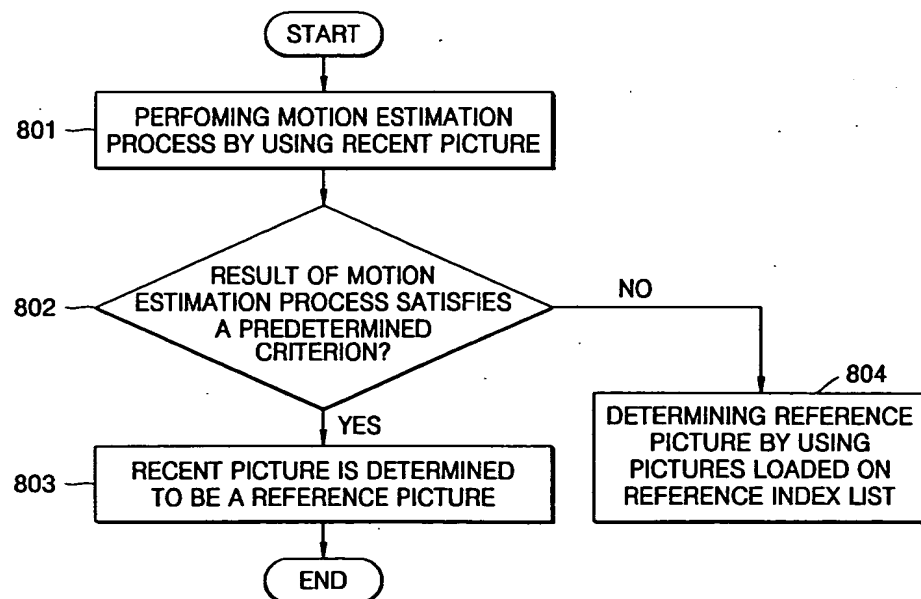 START
801
PERFOMING MOTION ESTIMATION
PROCESS BY USING RECENT PICTURE
802
RESULT OF MOTION
ESTIMATION PROCESS SATISFIES
A PREDETERMINED
CRITERION?
NO
YES
804
DETERMINING REFERENCE
PICTURE BY USING
PICTURES LOADED ON
REFERENCE INDEX LIST
803
RECENT PICTURE IS DETERMINED
TO BE A REFERENCE PICTURE
END